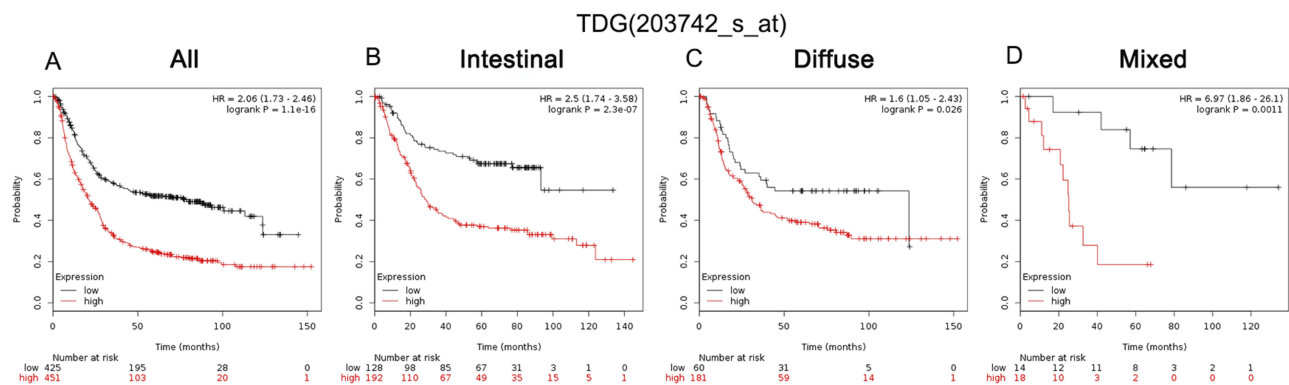 TDG(203742_s_at)
A All
HR = 2.06 (1.73 - 2.46)
logrank P = 1.1e-16
Probability
1.0
0.8
0.6
0.4
0.2
0.0
Expression
low
high
0 50 100 150
Time (months)
Number at risk
low 425 195 28 0
high 451 103 20 1
B Intestinal
HR = 2.5 (1.74 - 3.58)
logrank P = 2.3e-07
Probability
1.0
0.8
0.6
0.4
0.2
0.0
Expression
low
high
0 20 40 60 80 100 120 140
Time (months)
Number at risk
low 128 98 85 67 31 3 1 0
high 192 110 67 49 35 15 5 1
C Diffuse
HR = 1.6 (1.05 - 2.43)
logrank P = 0.026
Probability
1.0
0.8
0.6
0.4
0.2
0.0
Expression
low
high
0 50 100 150
Time (months)
Number at risk
low 60 31 5 0
high 181 59 14 1
D Mixed
HR = 6.97 (1.86 - 26.1)
logrank P = 0.0011
Probability
1.0
0.8
0.6
0.4
0.2
0.0
Expression
low
high
0 20 40 60 80 100 120
Time (months)
Number at risk
low 14 12 11 8 3 2 1
high 18 10 3 2 0 0 0